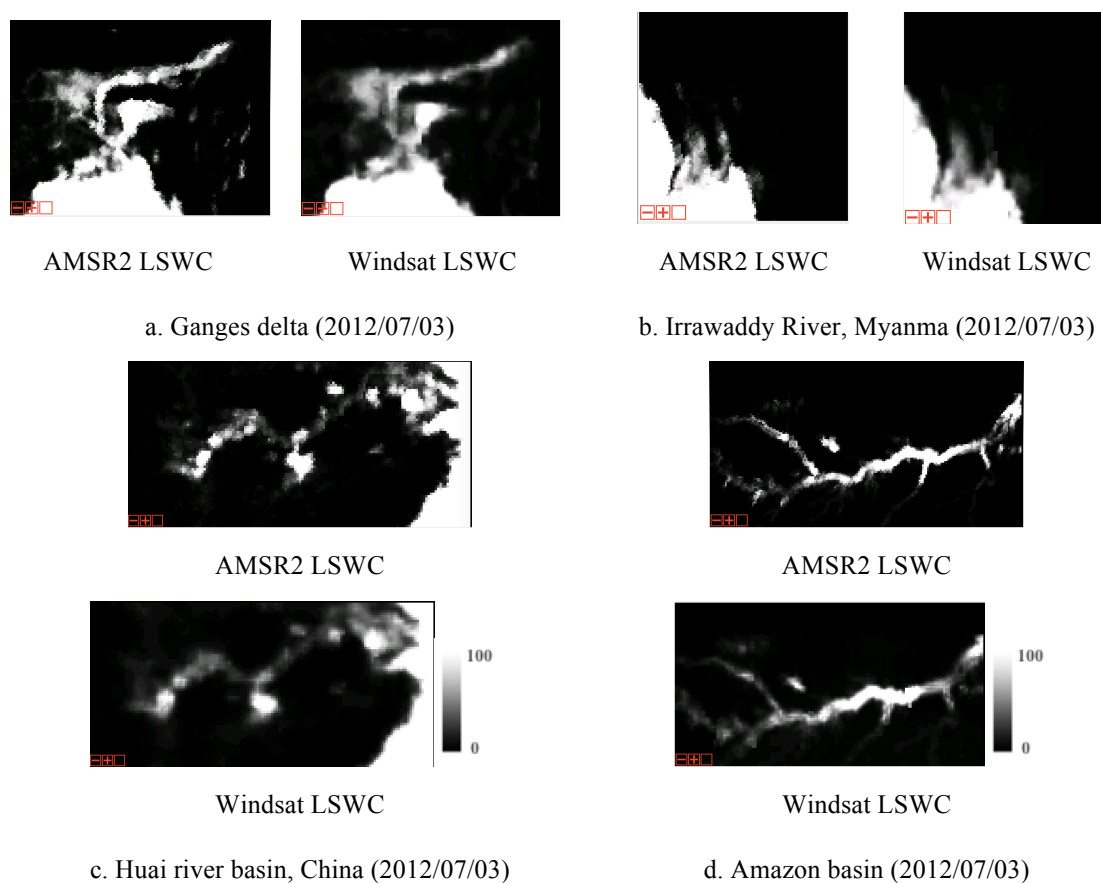 AMSR2 LSWC
Windsat LSWC
AMSR2 LSWC
Windsat LSWC
a. Ganges delta (2012/07/03)
b. Irrawaddy River, Myanma (2012/07/03)
AMSR2 LSWC
AMSR2 LSWC
100
0
100
0
Windsat LSWC
Windsat LSWC
c. Huai river basin, China (2012/07/03)
d. Amazon basin (2012/07/03)